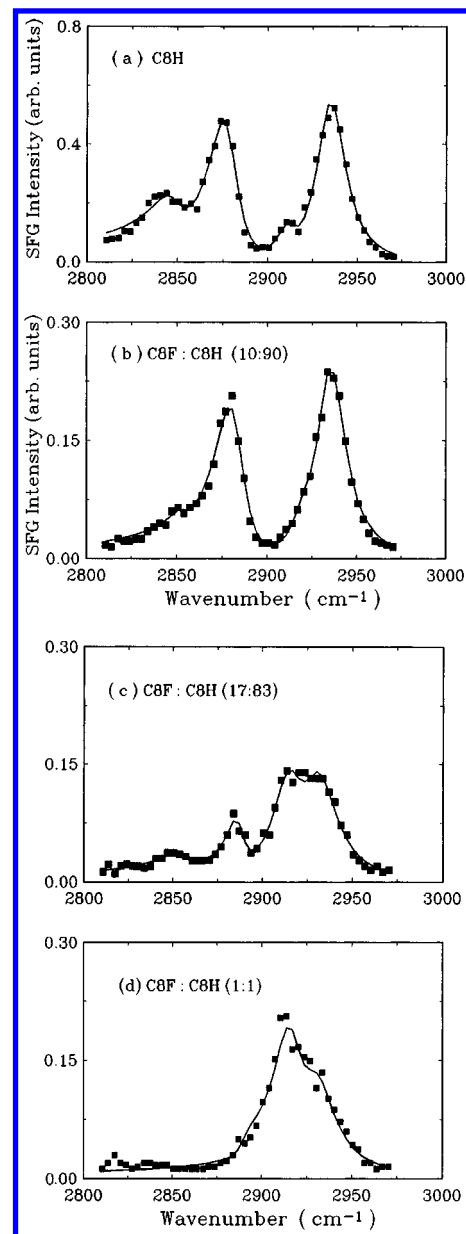 SFG Intensity (arb. units)
0.8
0.4
0.0
(a) C8H
2800 2850 2900 2950 3000
SFG Intensity (arb. units)
0.30
0.15
0.00
(b) C8F : C8H (10:90)
2800 2850 2900 2950 3000
Wavenumber (cm⁻¹)
0.30
0.15
0.00
(c) C8F : C8H (17:83)
2800 2850 2900 2950 3000
0.30
0.15
0.00
(d) C8F : C8H (1:1)
2800 2850 2900 2950 3000
Wavenumber (cm⁻¹)